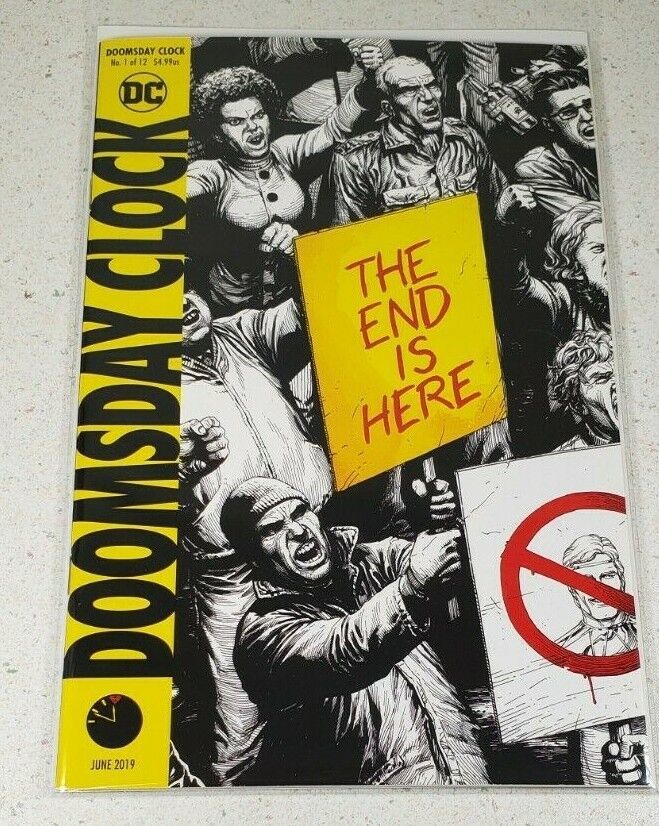 DOOMSDAY CLOCK
No. 1 of 12 $4.99us
DC
DOOMSDAY CLOCK
THE
END
IS
HERE
JUNE 2019